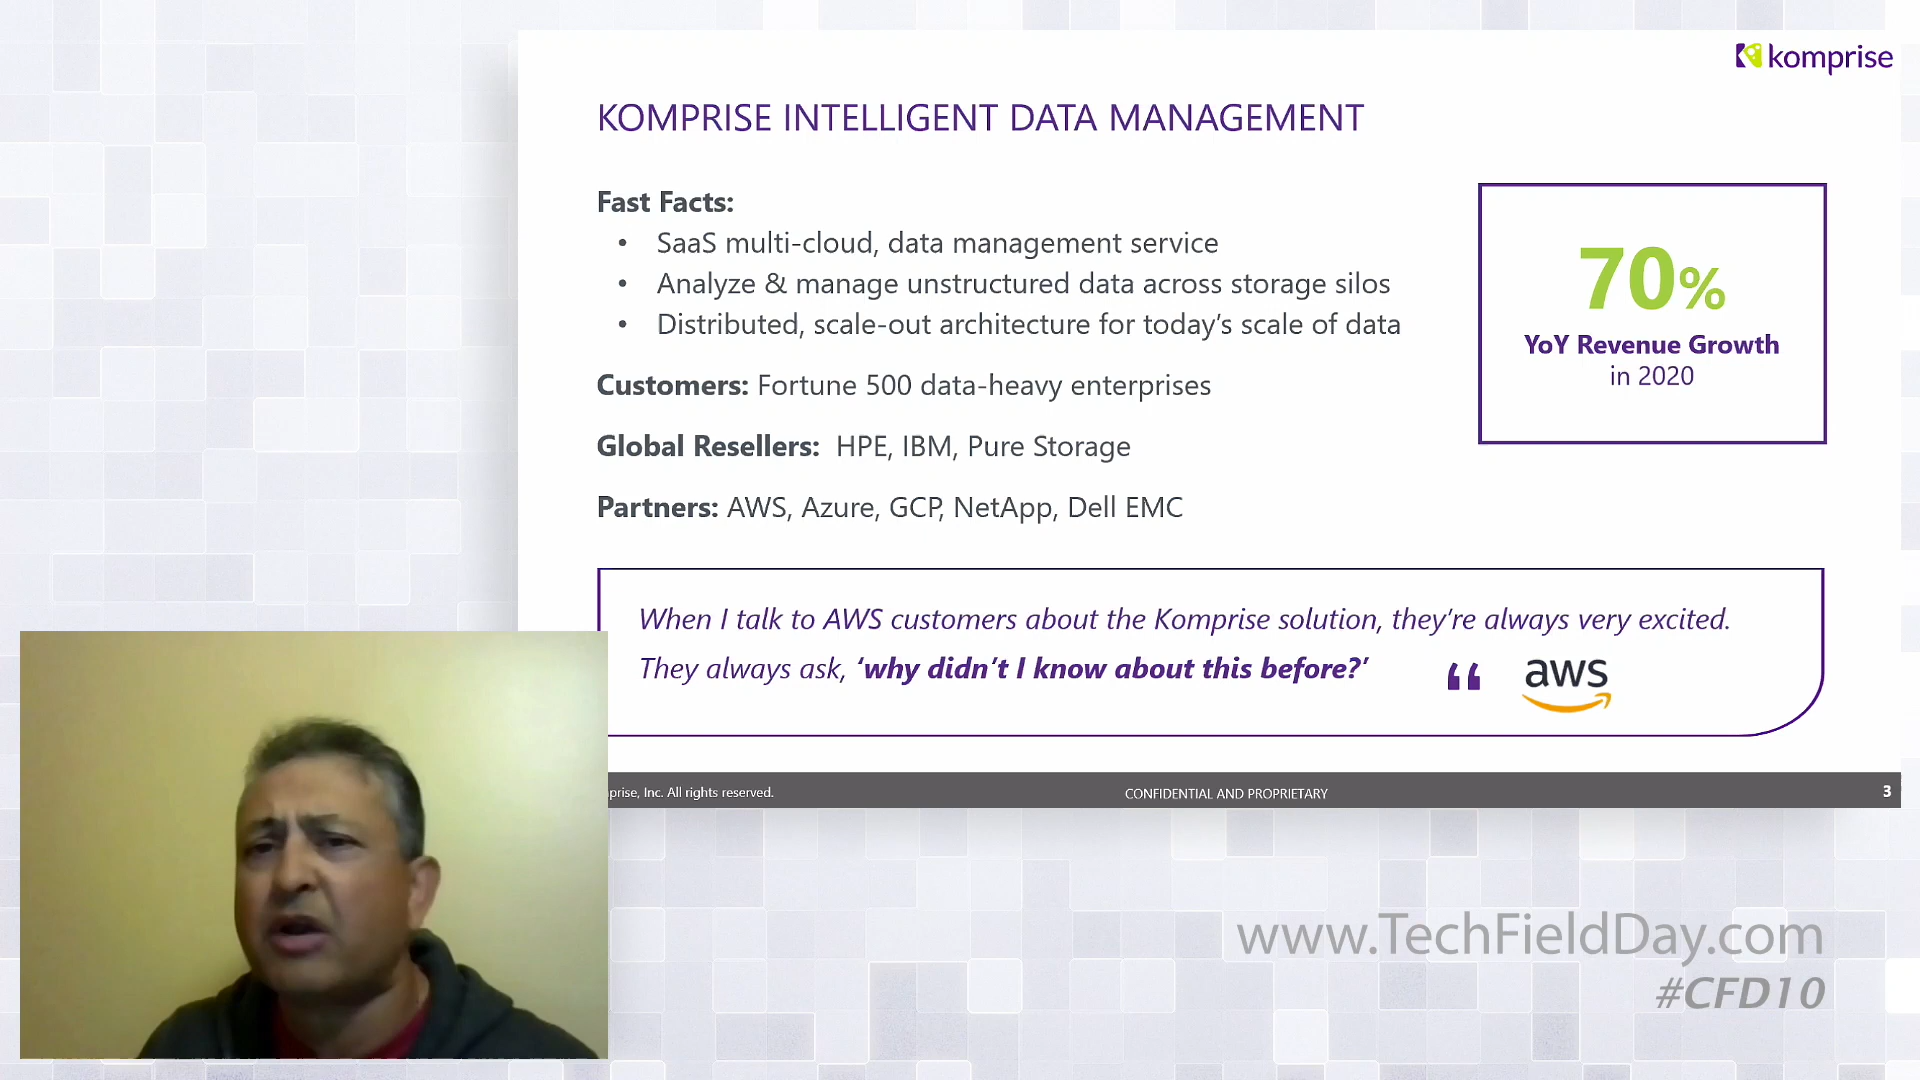 komprise
KOMPRISE INTELLIGENT DATA MANAGEMENT
Fast Facts:
• SaaS multi-cloud, data management service
• Analyze & manage unstructured data across storage silos
• Distributed, scale-out architecture for today’s scale of data
Customers: Fortune 500 data-heavy enterprises
Global Resellers: HPE, IBM, Pure Storage
Partners: AWS, Azure, GCP, NetApp, Dell EMC
70%
YoY Revenue Growth
in 2020
When I talk to AWS customers about the Komprise solution, they’re always very excited.
They always ask, ‘why didn’t I know about this before?’
“ aws
prise, Inc. All rights reserved.
CONFIDENTIAL AND PROPRIETARY
3
www.TechFieldDay.com
#CFD10